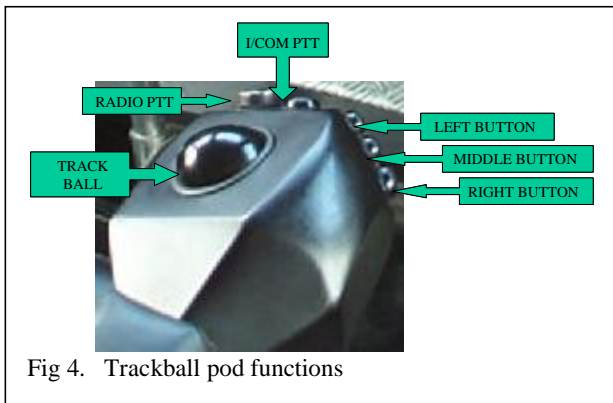 I/COM PTT
RADIO PTT
LEFT BUTTON
TRACK
BALL
MIDDLE BUTTON
RIGHT BUTTON
Fig 4. Trackball pod functions